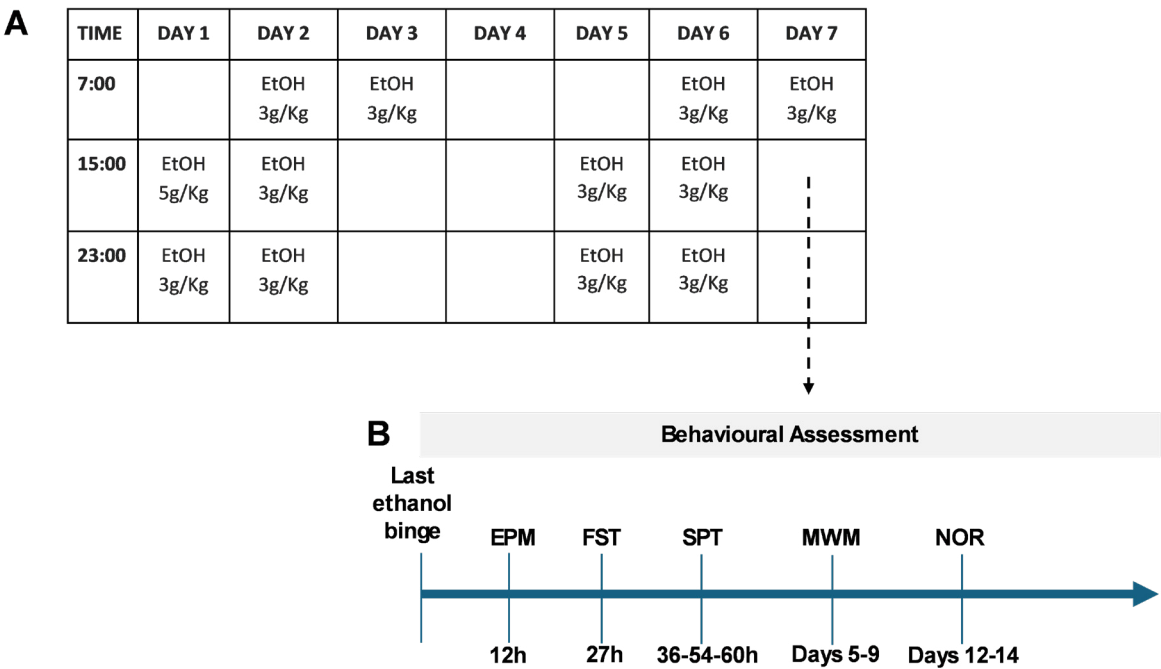 A
TIME DAY 1 DAY 2 DAY 3 DAY 4 DAY 5 DAY 6 DAY 7
7:00 EtOH EtOH EtOH EtOH
3g/Kg 3g/Kg 3g/Kg 3g/Kg
15:00 EtOH EtOH EtOH EtOH
5g/Kg 3g/Kg 3g/Kg 3g/Kg
23:00 EtOH EtOH EtOH EtOH
3g/Kg 3g/Kg 3g/Kg 3g/Kg
B
Behavioural Assessment
Last
ethanol
binge
EPM FST SPT MWM NOR
12h 27h 36-54-60h Days 5-9 Days 12-14